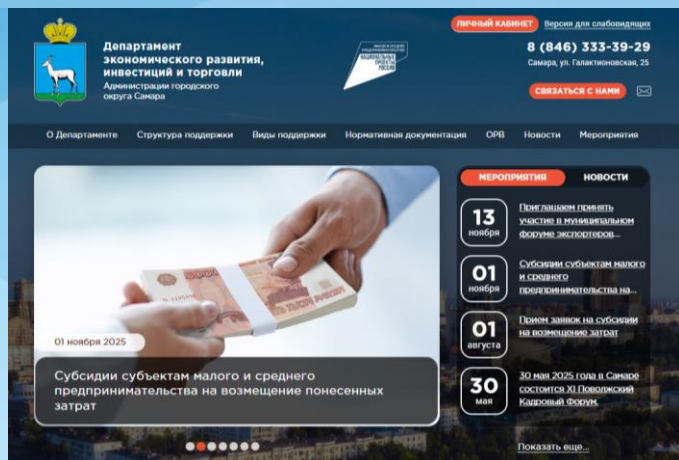 ЛИЧНЫЙ КАБИНЕТ Версия для слабовидящих
Департамент
экономического развития,
инвестиций и торговли
Администрации городского
округа Самара
НАЦИОНАЛЬНЫЕ
ПРОЕКТЫ
РОССИИ
8 (846) 333-39-29
Самара, ул. Галактионовская, 25
СВЯЗАТЬСЯ С НАМИ
О Департаменте Структура поддержки Виды поддержки Нормативная документация ОРВ Новости Мероприятия
01 ноября 2025
Субсидии субъектам малого и среднего
предпринимательства на возмещение понесенных
затрат
МЕРОПРИЯТИЯ НОВОСТИ
13
ноября
Приглашаем принять
участие в муниципальном
форуме экспортеров...
01
ноября
Субсидии субъектам малого
и среднего
предпринимательства на...
01
августа
Прием заявок на субсидии
на возмещение затрат
30
мая
30 мая 2025 года в Самаре
состоится XI Поволжский
Кадровый Форум.
Показать еще...